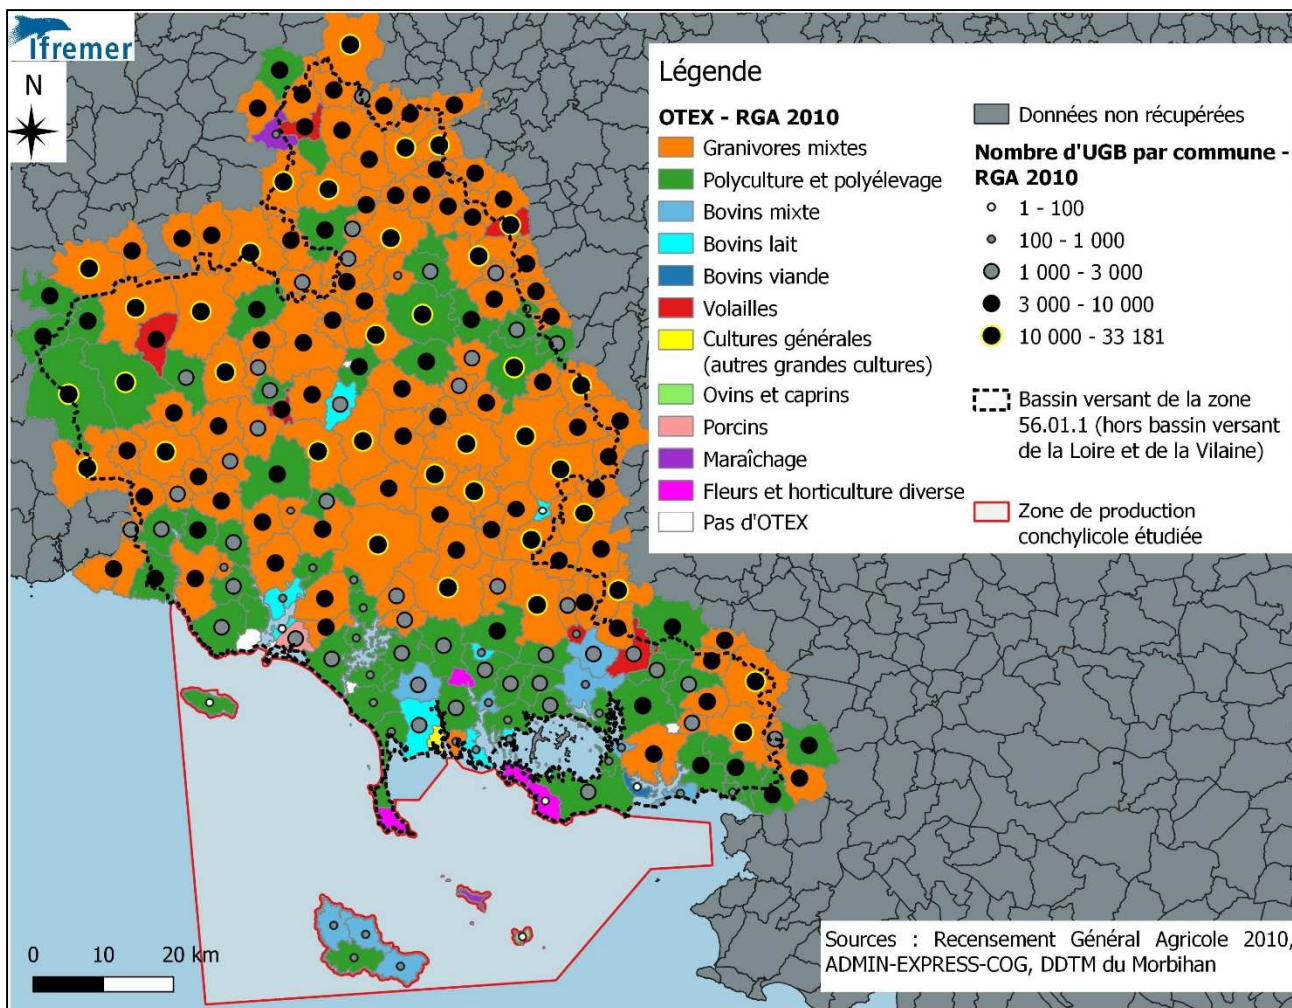 Ifremer
N
Légende
OTEX - RGA 2010
Granivores mixtes
Polyculture et polyélevage
Bovins mixte
Bovins lait
Bovins viande
Volailles
Cultures générales
(autres grandes cultures)
Ovins et caprins
Porcins
Maraîchage
Fleurs et horticulture diverse
Pas d'OTEX
Données non récupérées
Nombre d'UGB par commune -
RGA 2010
1 - 100
100 - 1 000
1 000 - 3 000
3 000 - 10 000
10 000 - 33 181
Bassin versant de la zone
56.01.1 (hors bassin versant
de la Loire et de la Vilaine)
Zone de production
conchylicole étudiée
0 10 20 km
Sources : Recensement Général Agricole 2010,
ADMIN-EXPRESS-COG, DDTM du Morbihan